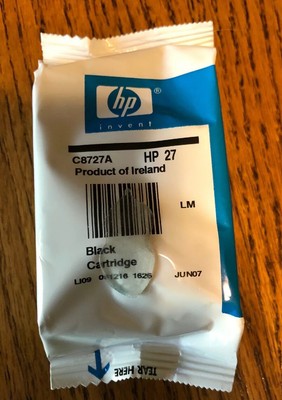 hp®
invent
C8727A HP 27
Product of Ireland
LM
Black
Cartridge
JUN07
TEAR HERE